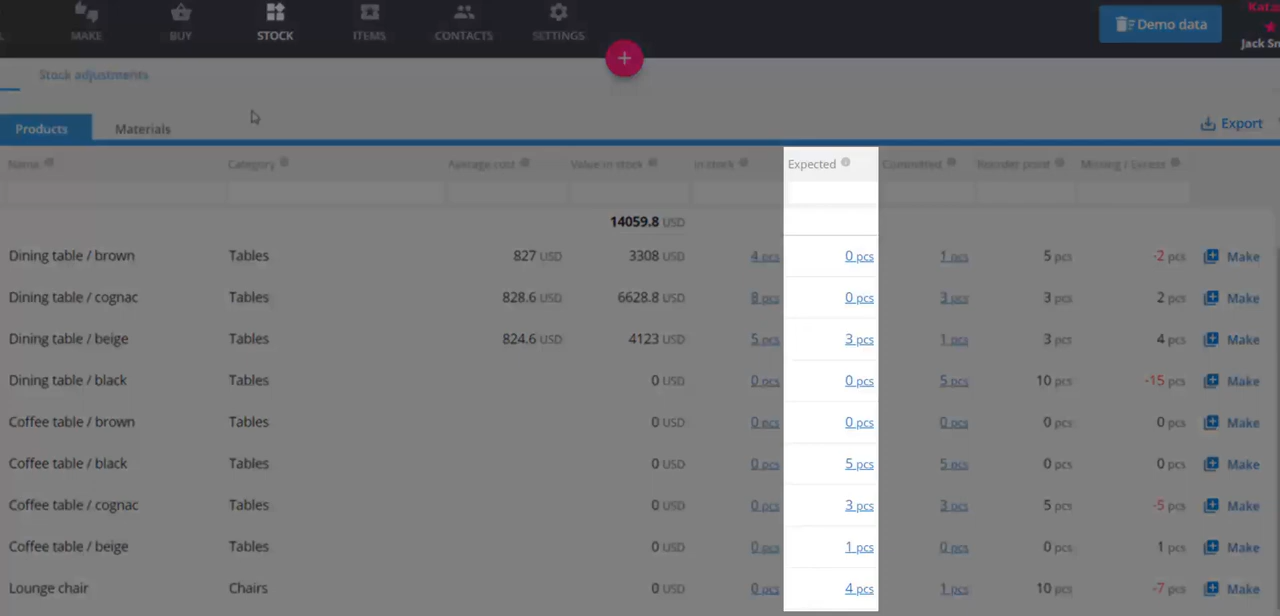 MAKE BUY STOCK ITEMS CONTACTS SETTINGS Demo data
Jack
Stock adjustments
Products Materials Export
Name Category Average cost Value in stock In stock Expected Committed Reorder point Missing / Excess
14059.8 USD
Dining table / brown Tables 827 USD 3308 USD 4 pcs 0 pcs 1 pcs 5 pcs -2 pcs Make
Dining table / cognac Tables 828.6 USD 6628.8 USD 8 pcs 0 pcs 3 pcs 3 pcs 2 pcs Make
Dining table / beige Tables 824.6 USD 4123 USD 5 pcs 3 pcs 1 pcs 3 pcs 4 pcs Make
Dining table / black Tables 0 USD 0 pcs 0 pcs 5 pcs 10 pcs -15 pcs Make
Coffee table / brown Tables 0 USD 0 pcs 0 pcs 0 pcs 0 pcs 0 pcs Make
Coffee table / black Tables 0 USD 0 pcs 5 pcs 5 pcs 0 pcs 0 pcs Make
Coffee table / cognac Tables 0 USD 0 pcs 3 pcs 3 pcs 5 pcs -5 pcs Make
Coffee table / beige Tables 0 USD 0 pcs 1 pcs 0 pcs 0 pcs 1 pcs Make
Lounge chair Chairs 0 USD 0 pcs 4 pcs 1 pcs 10 pcs -7 pcs Make